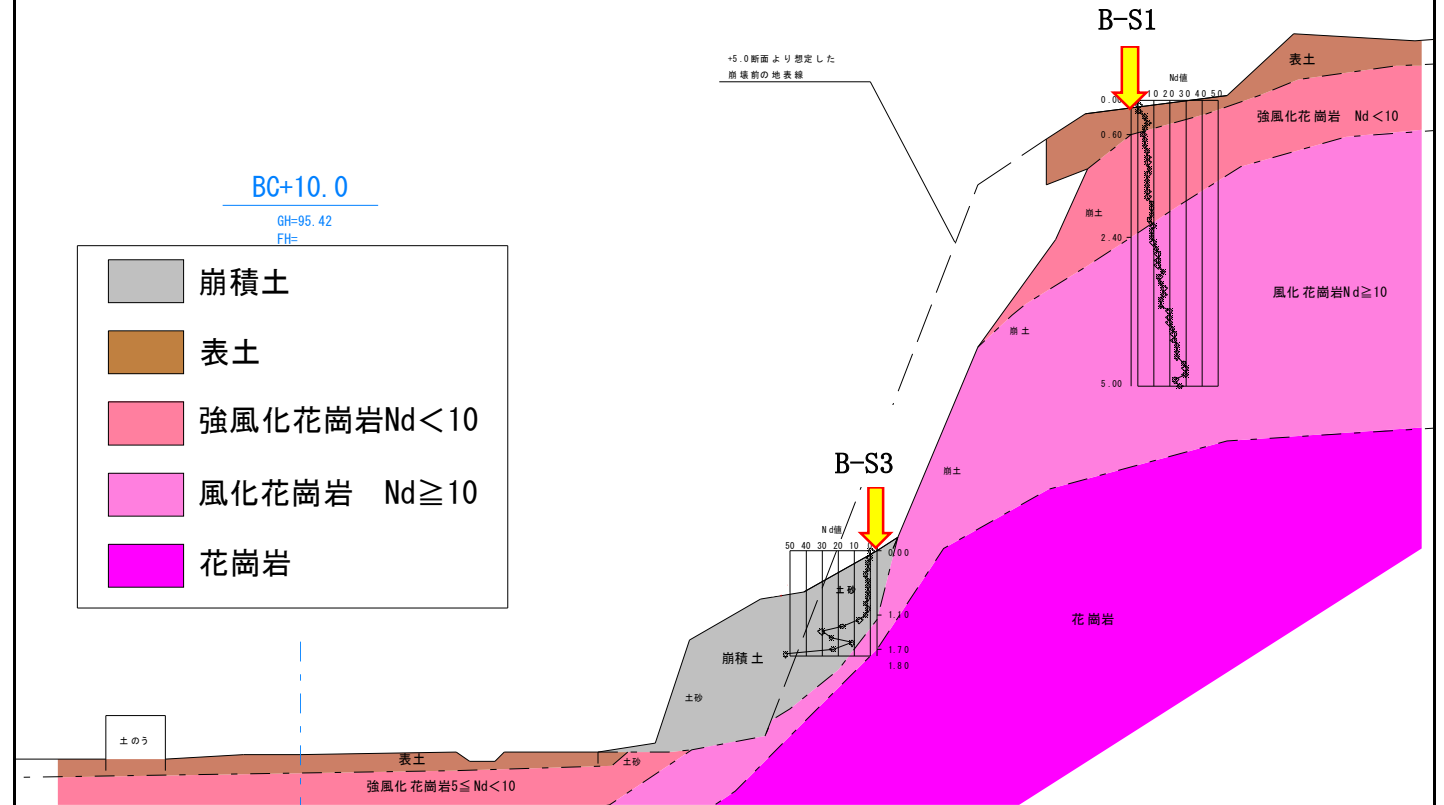 B-S1
+5.0断面より想定した
崩壊前の地表線
表土
Nd値
10 20 30 40 50
0.00
強風化花崗岩 Nd<10
0.60
BC+10.0
GH=95.42
FH=
崩土
2.40
崩積土
風化花崗岩Nd≧10
表土
崩土
5.00
強風化花崗岩Nd<10
B-S3
崩土
風化花崗岩 Nd≧10
Nd値
50 40 30 20 10
0.00
花崗岩
土砂
1.10
花崗岩
1.70
崩積土
1.80
土砂
土のう
表土
土砂
強風化花崗岩5≦Nd<10